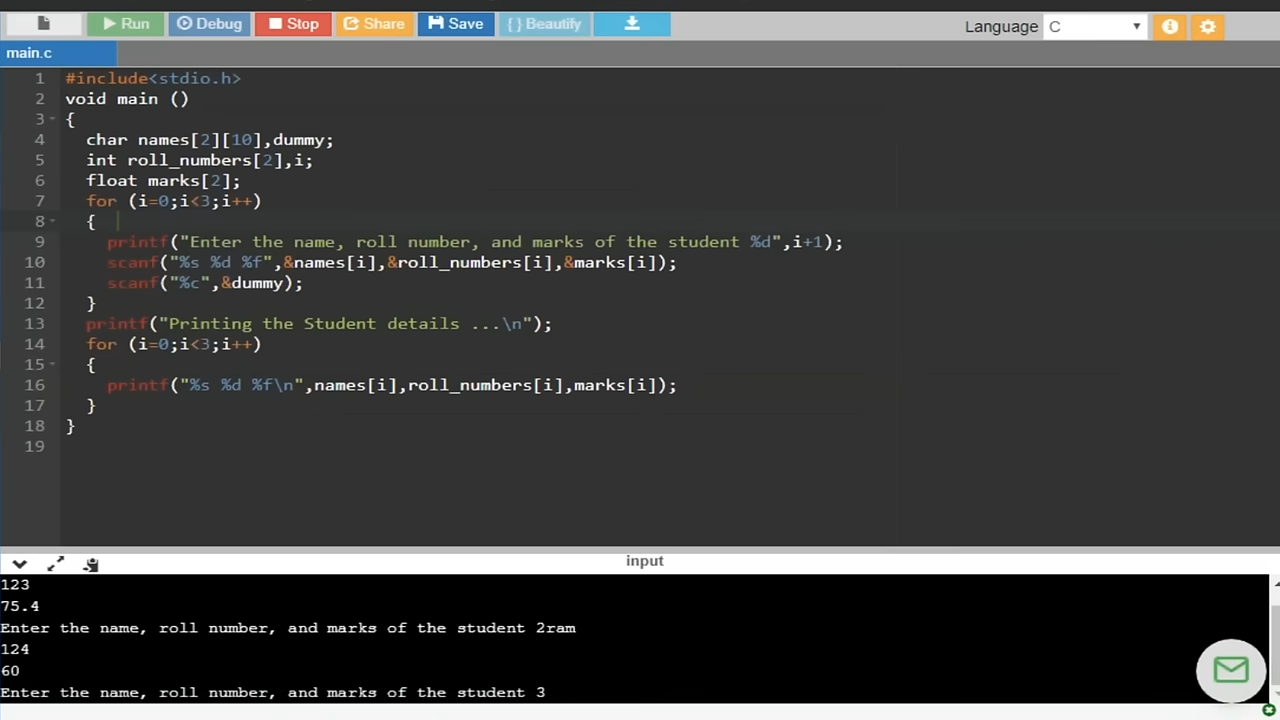 Run Debug Stop Share Save { } Beautify Language C
main.c
1 #include<stdio.h>
2 void main ()
3 {
4 char names[2][10],dummy;
5 int roll_numbers[2],i;
6 float marks[2];
7 for (i=0;i<3;i++)
8 {
9 printf("Enter the name, roll number, and marks of the student %d",i+1);
10 scanf("%s %d %f",&names[i],&roll_numbers[i],&marks[i]);
11 scanf("%c",&dummy);
12 }
13 printf("Printing the Student details ...\n");
14 for (i=0;i<3;i++)
15 {
16 printf("%s %d %f\n",names[i],roll_numbers[i],marks[i]);
17 }
18 }
19
input
123
75.4
Enter the name, roll number, and marks of the student 2ram
124
60
Enter the name, roll number, and marks of the student 3